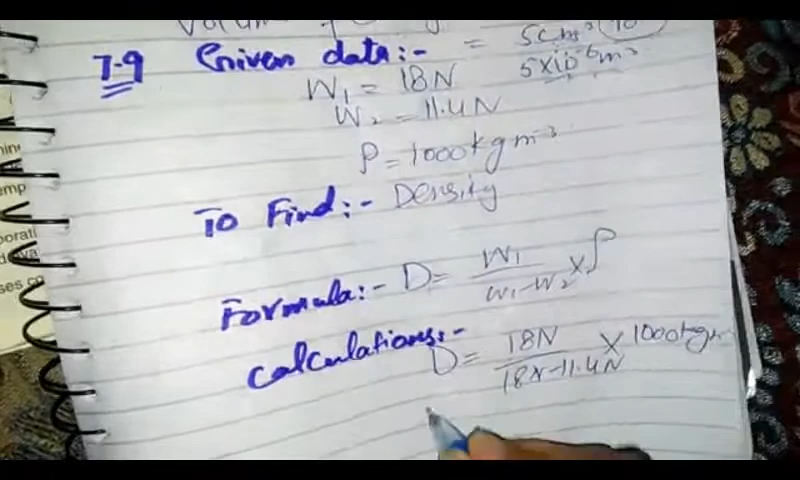 7.9 Given data:- = 5cm³
5×10⁻⁶m³
W₁ = 18N
W₂ = 11.4N
ρ = 1000kgm⁻³
To Find:- Density
Formula:- D = W₁ / W₁-W₂ × ρ
Calculations:-
D = 18N / 18N-11.4N × 1000kgm